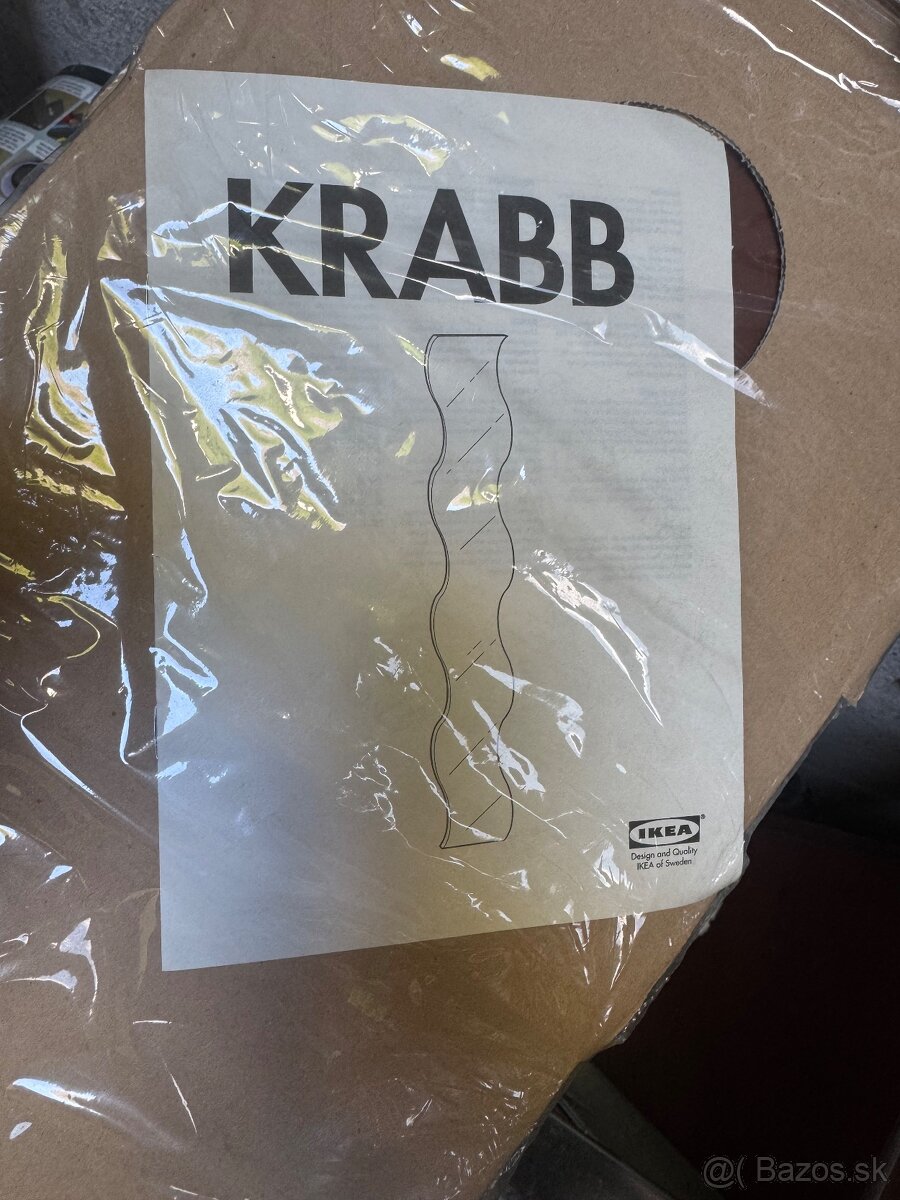 KRABB
IKEA®
Design and Quality
IKEA of Sweden
@( Bazos.sk